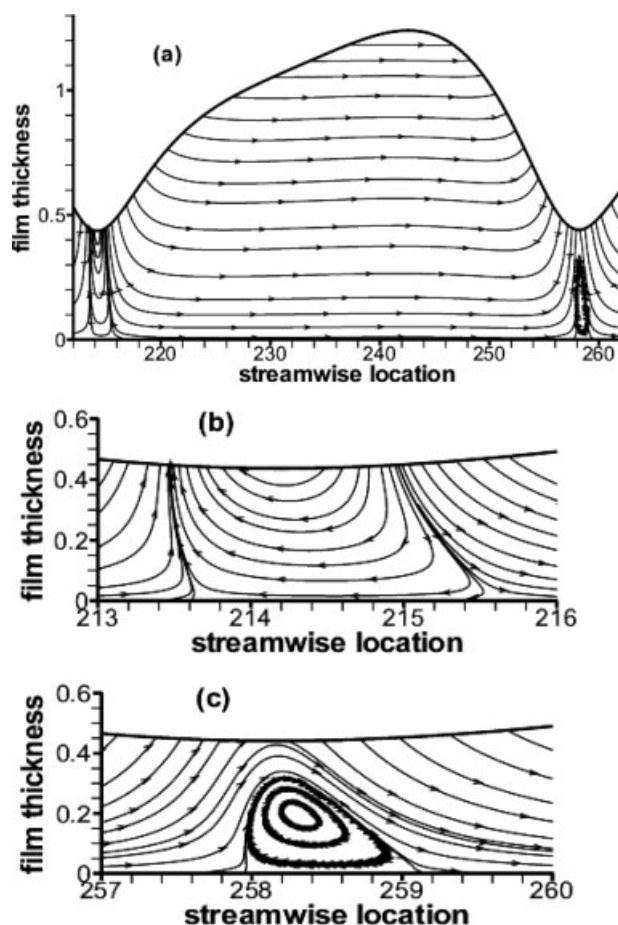 (a)
film thickness
1
0.5
0
220 230 240 250 260
streamwise location
(b)
film thickness
0.6
0.4
0.2
0
213 214 215 216
streamwise location
(c)
film thickness
0.6
0.4
0.2
0
257 258 259 260
streamwise location